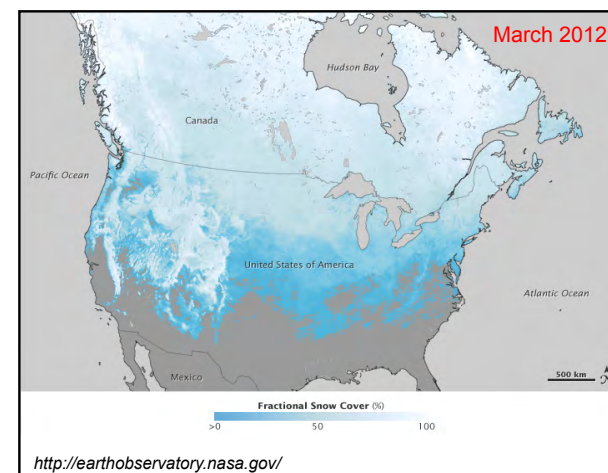 March 2012
Hudson Bay
Canada
Pacific Ocean
United States of America
Atlantic Ocean
Mexico
500 km
N
Fractional Snow Cover (%)
>0 50 100
http://earthobservatory.nasa.gov/